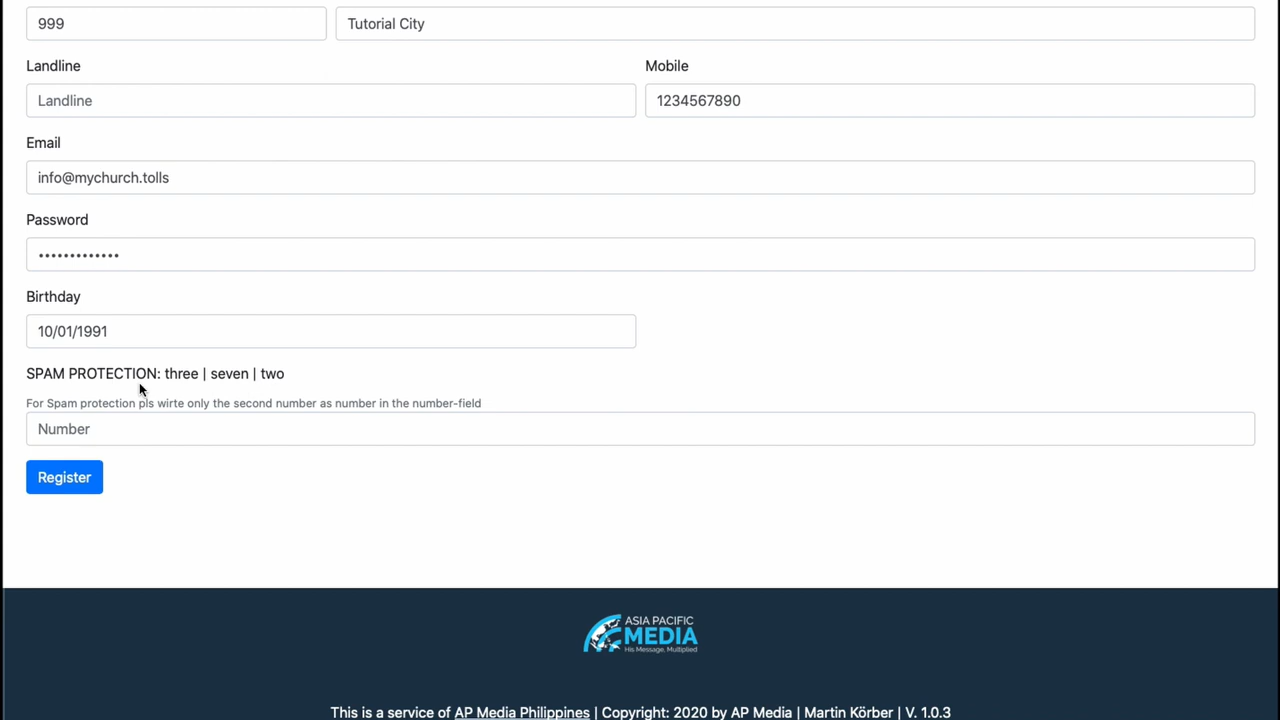 999 Tutorial City
Landline Mobile
Landline 1234567890
Email
info@mychurch.tolls
Password
•••••••••••••
Birthday
10/01/1991
SPAM PROTECTION: three | seven | two
For Spam protection pls wirte only the second number as number in the number-field
Number
Register
ASIA PACIFIC
MEDIA
His Message, Multiplied
This is a service of AP Media Philippines | Copyright: 2020 by AP Media | Martin Körber | V. 1.0.3